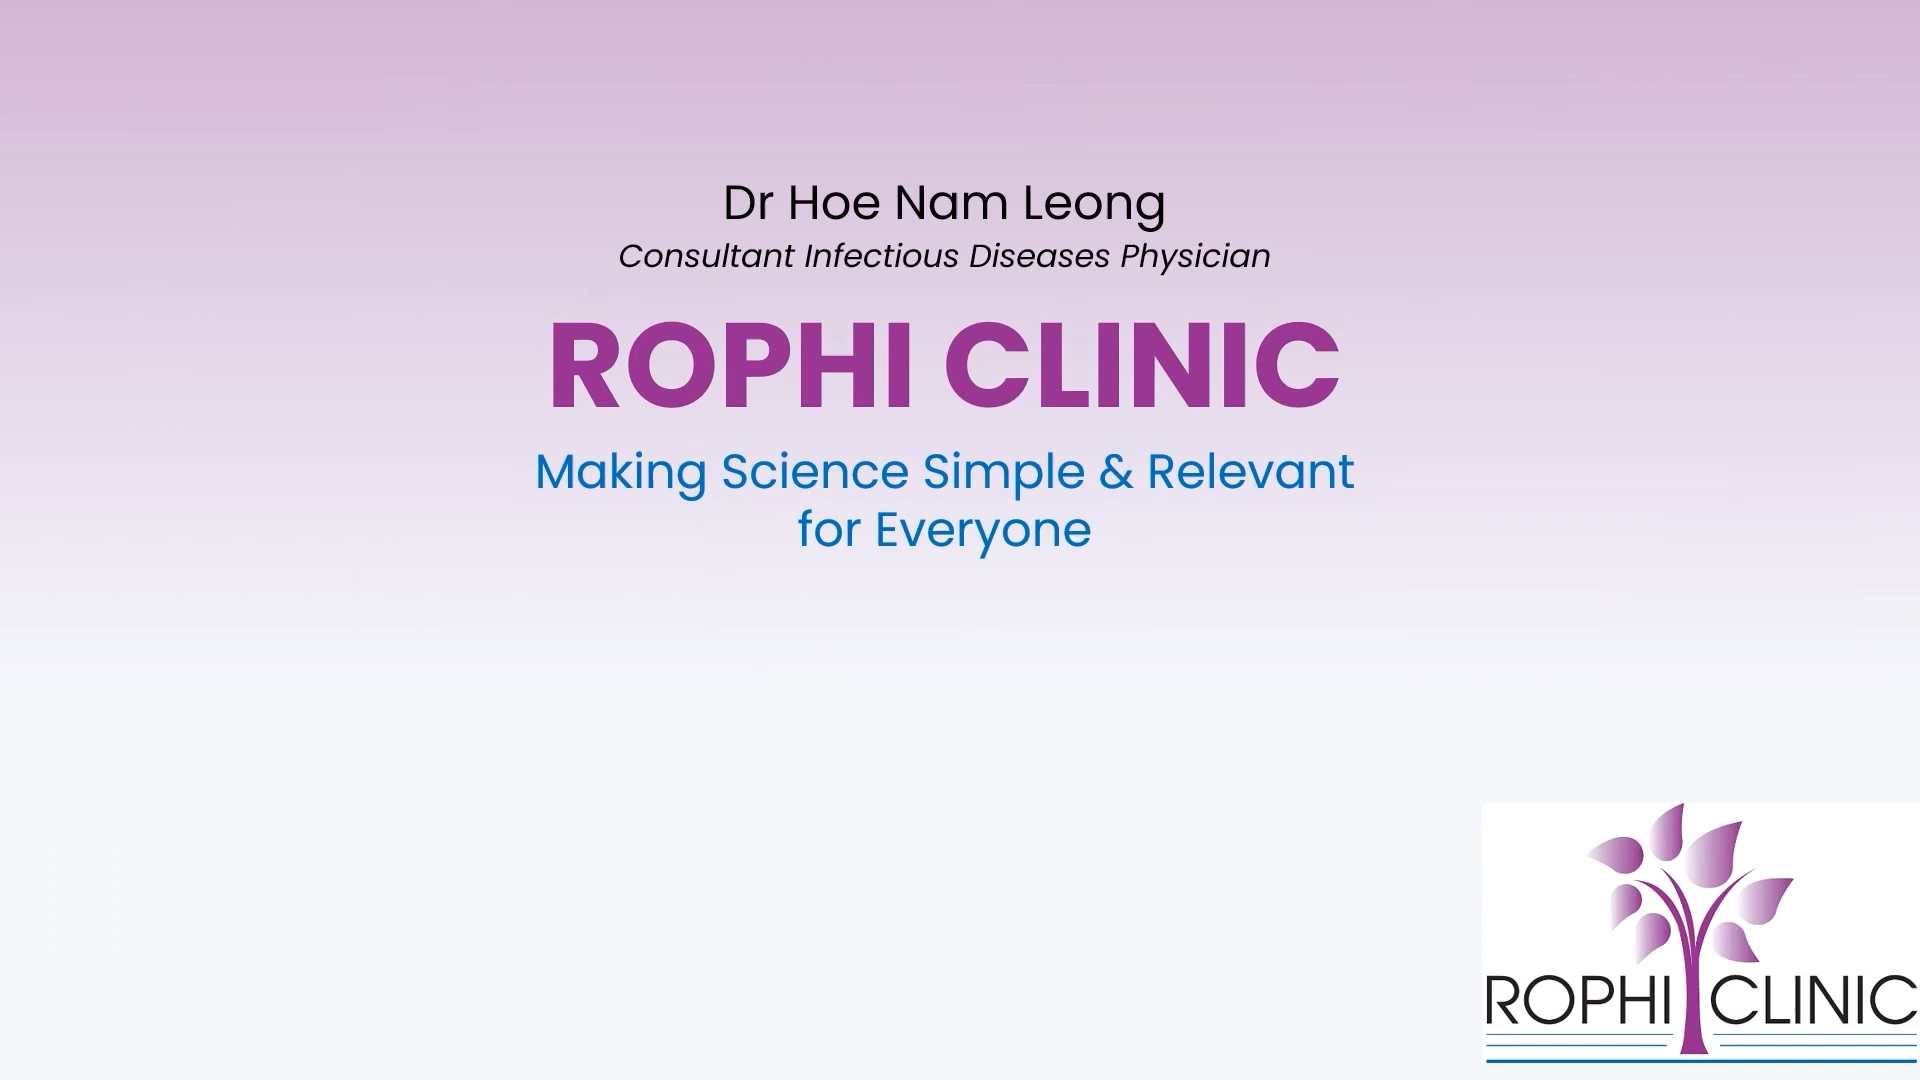 Dr Hoe Nam Leong
Consultant Infectious Diseases Physician
ROPHI CLINIC
Making Science Simple & Relevant
for Everyone
ROPHI CLINIC